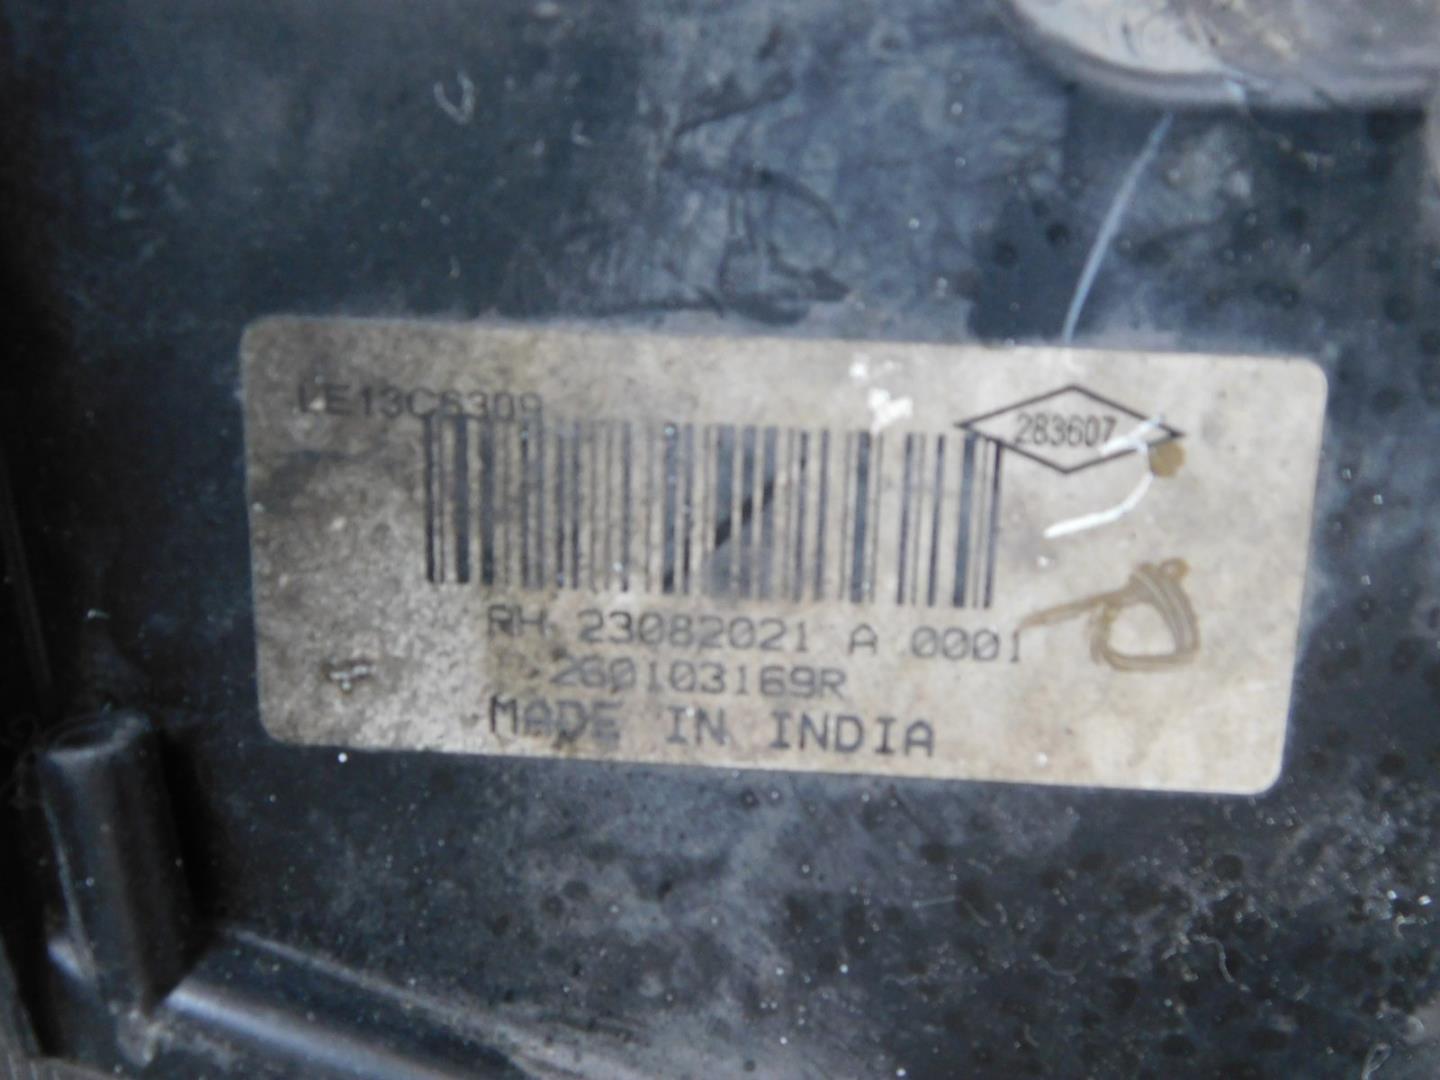 LE13C6309
283607
RH 23082021 A 0001
260103169R
MADE IN INDIA